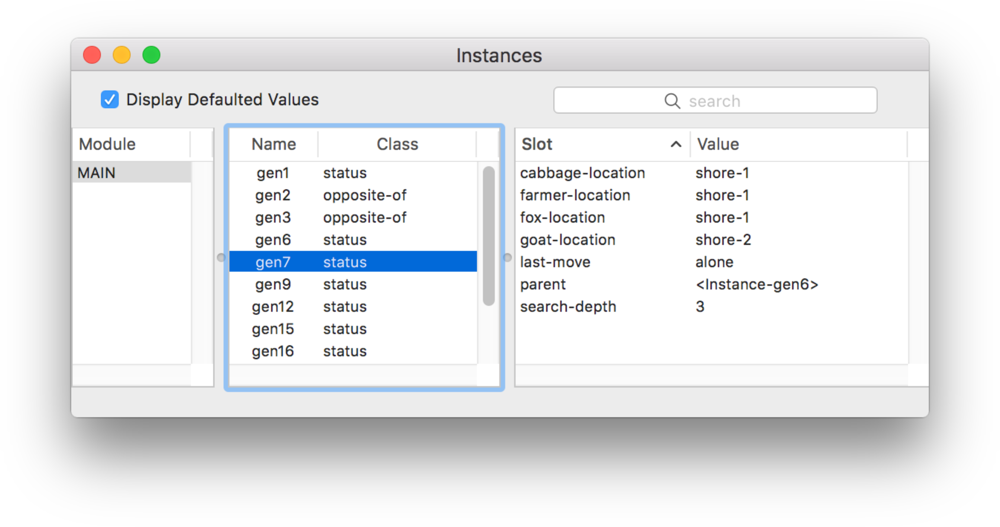 Instances
Display Defaulted Values
search
Module
MAIN
Name Class
gen1 status
gen2 opposite-of
gen3 opposite-of
gen6 status
gen7 status
gen9 status
gen12 status
gen15 status
gen16 status
Slot Value
cabbage-location shore-1
farmer-location shore-1
fox-location shore-1
goat-location shore-2
last-move alone
parent <Instance-gen6>
search-depth 3